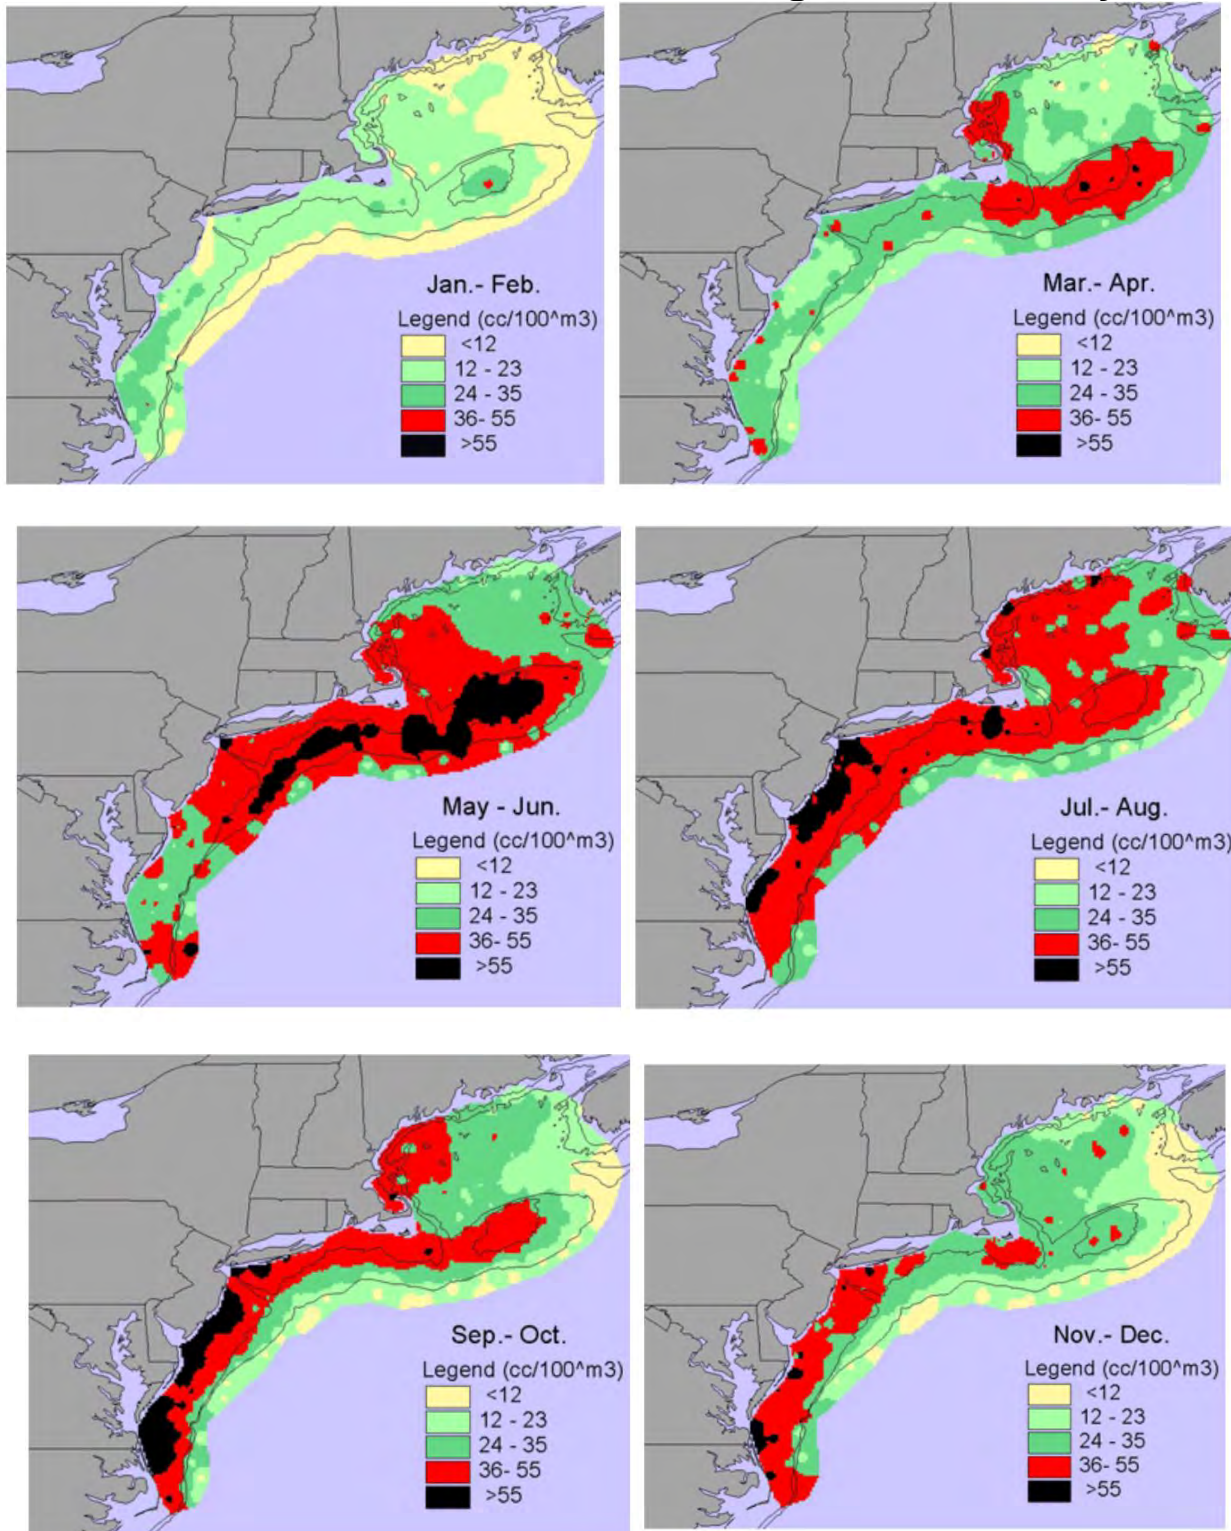 Jan.- Feb.
Legend (cc/100^m3)
<12
12 - 23
24 - 35
36- 55
>55
Mar.- Apr.
Legend (cc/100^m3)
<12
12 - 23
24 - 35
36- 55
>55
May - Jun.
Legend (cc/100^m3)
<12
12 - 23
24 - 35
36- 55
>55
Jul.- Aug.
Legend (cc/100^m3)
<12
12 - 23
24 - 35
36- 55
>55
Sep.- Oct.
Legend (cc/100^m3)
<12
12 - 23
24 - 35
36- 55
>55
Nov.- Dec.
Legend (cc/100^m3)
<12
12 - 23
24 - 35
36- 55
>55